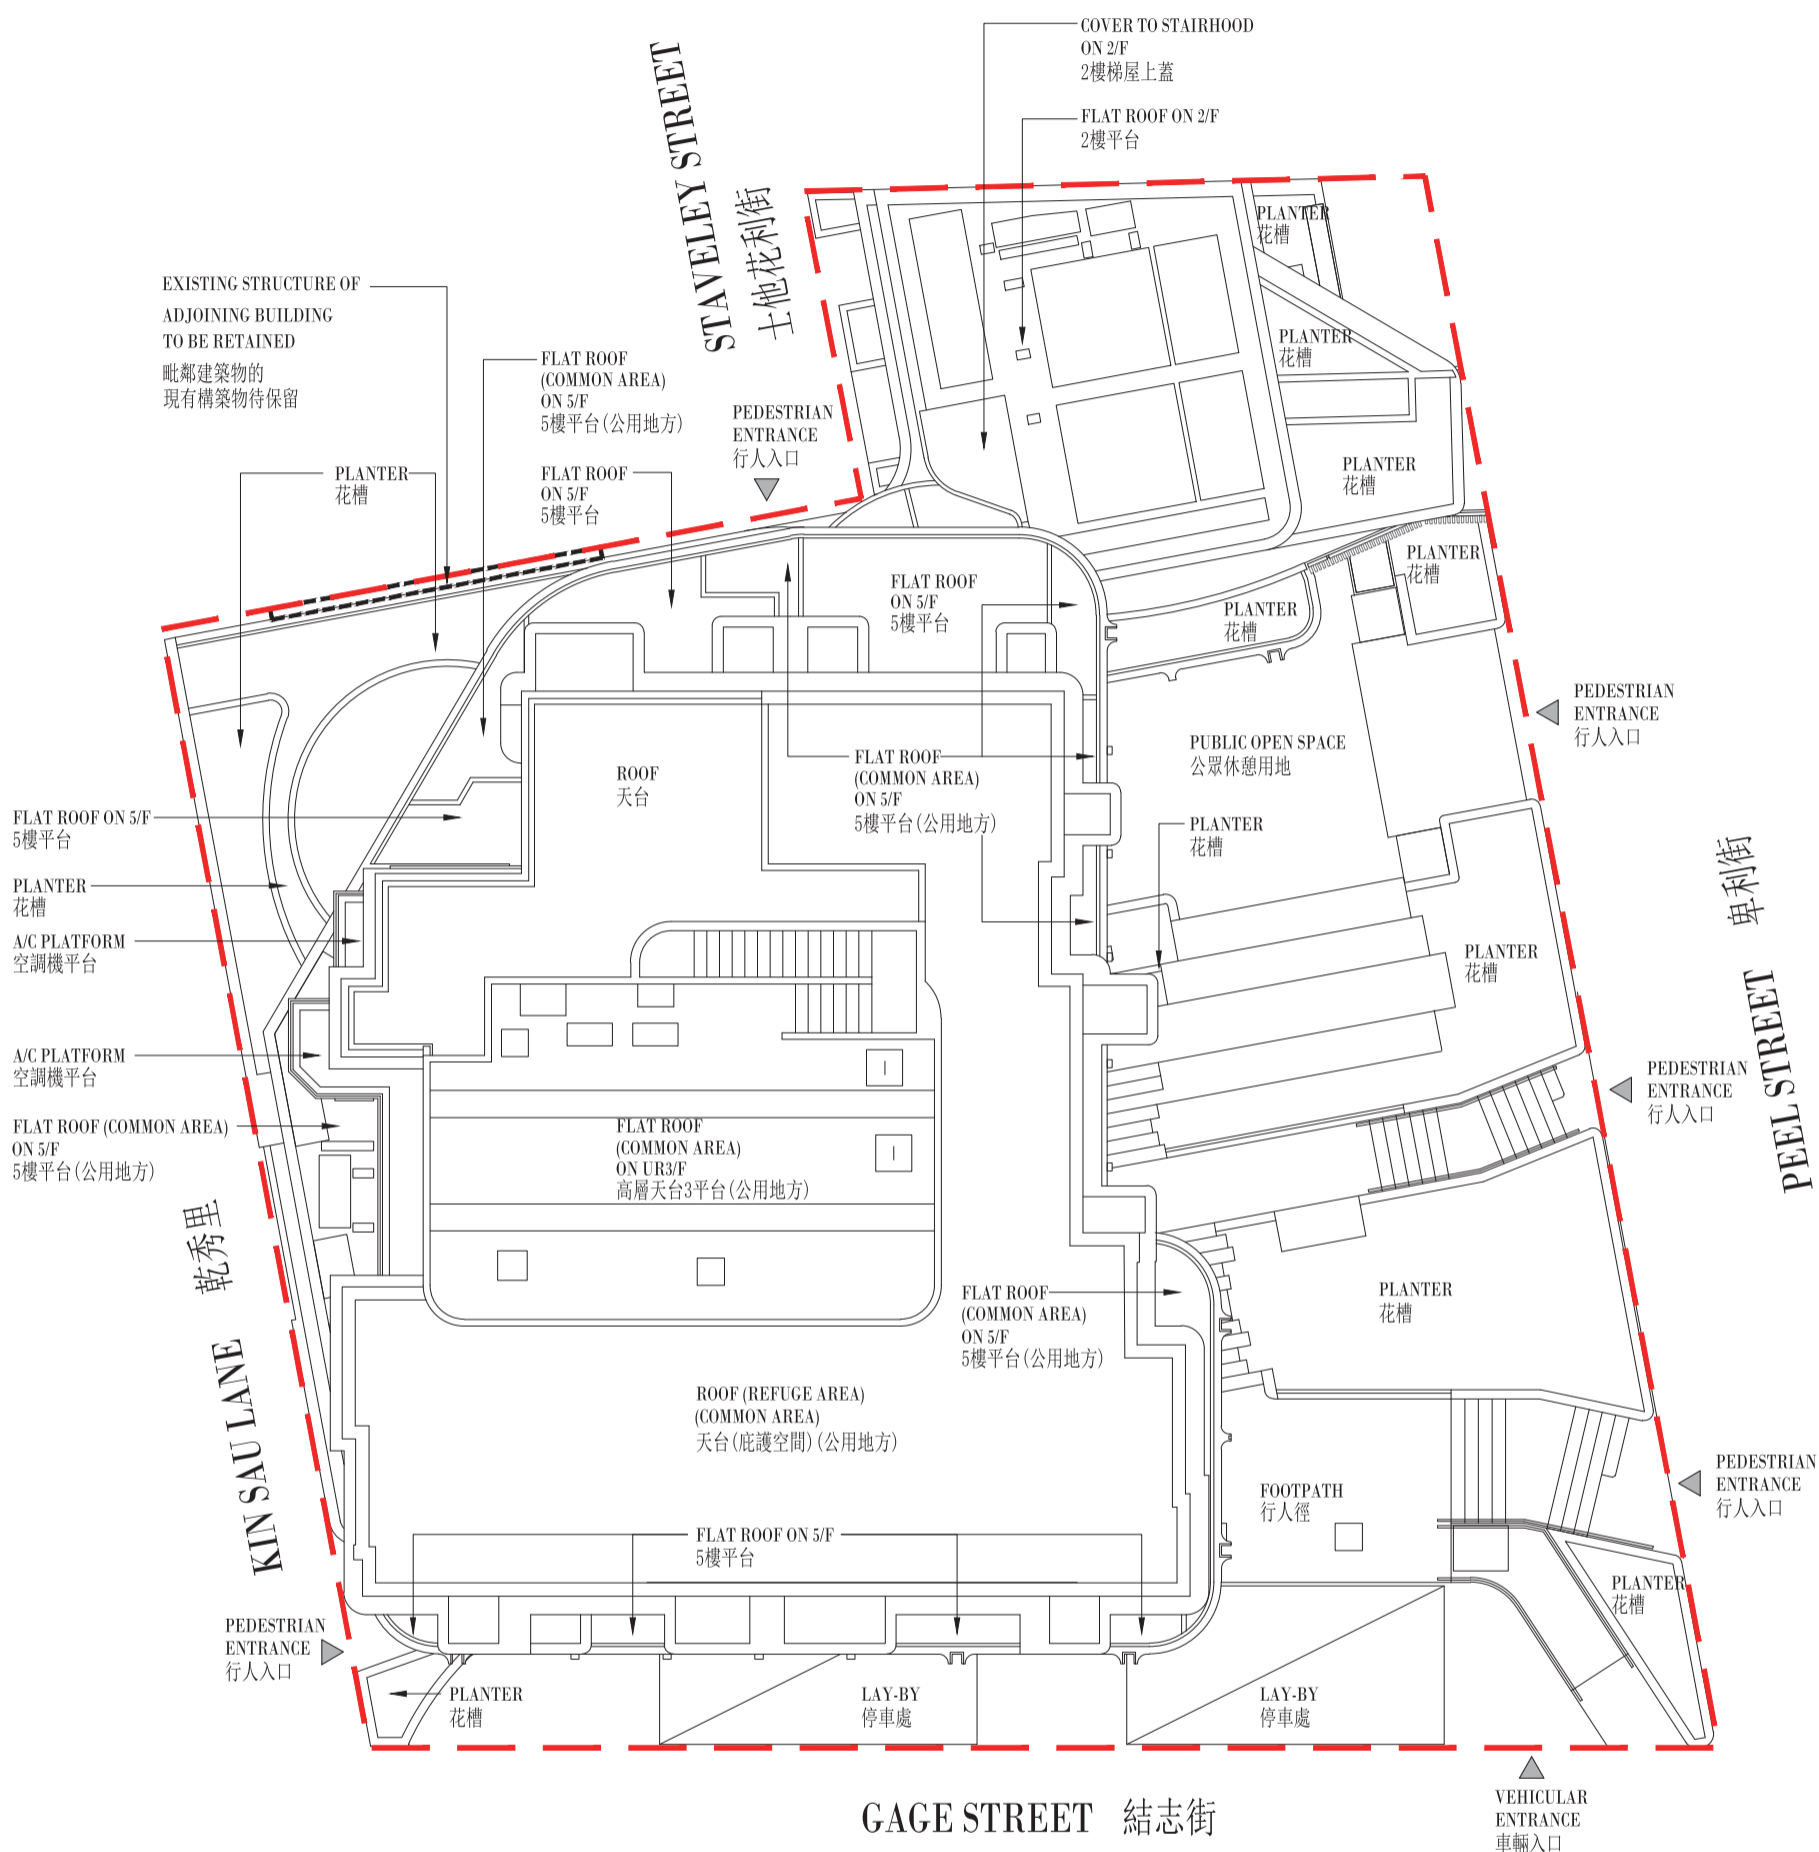 COVER TO STAIRHOOD
ON 2/F
2樓梯屋上蓋
FLAT ROOF ON 2/F
2樓平台
STAVELEY STREET
士他花利街
PLANTER
花槽
EXISTING STRUCTURE OF
ADJOINING BUILDING
TO BE RETAINED
毗鄰建築物的
現有構築物待保留
PLANTER
花槽
FLAT ROOF
(COMMON AREA)
ON 5/F
5樓平台(公用地方)
PEDESTRIAN
ENTRANCE
行人入口
PLANTER
花槽
FLAT ROOF
ON 5/F
5樓平台
PLANTER
花槽
PLANTER
花槽
FLAT ROOF
ON 5/F
5樓平台
PLANTER
花槽
PEDESTRIAN
ENTRANCE
行人入口
PUBLIC OPEN SPACE
公眾休憩用地
ROOF
天台
FLAT ROOF
(COMMON AREA)
ON 5/F
5樓平台(公用地方)
FLAT ROOF ON 5/F
5樓平台
PLANTER
花槽
PLANTER
花槽
卑利街
PEEL STREET
A/C PLATFORM
空調機平台
PLANTER
花槽
A/C PLATFORM
空調機平台
PEDESTRIAN
ENTRANCE
行人入口
FLAT ROOF (COMMON AREA)
ON 5/F
5樓平台(公用地方)
FLAT ROOF
(COMMON AREA)
ON UR3/F
高層天台3平台(公用地方)
乾秀里
KIN SAU LANE
FLAT ROOF
(COMMON AREA)
ON 5/F
5樓平台(公用地方)
PLANTER
花槽
ROOF (REFUGE AREA)
(COMMON AREA)
天台(庇護空間)(公用地方)
FOOTPATH
行人徑
PEDESTRIAN
ENTRANCE
行人入口
FLAT ROOF ON 5/F
5樓平台
PLANTER
花槽
PEDESTRIAN
ENTRANCE
行人入口
PLANTER
花槽
LAY-BY
停車處
LAY-BY
停車處
GAGE STREET 結志街
VEHICULAR
ENTRANCE
車輛入口